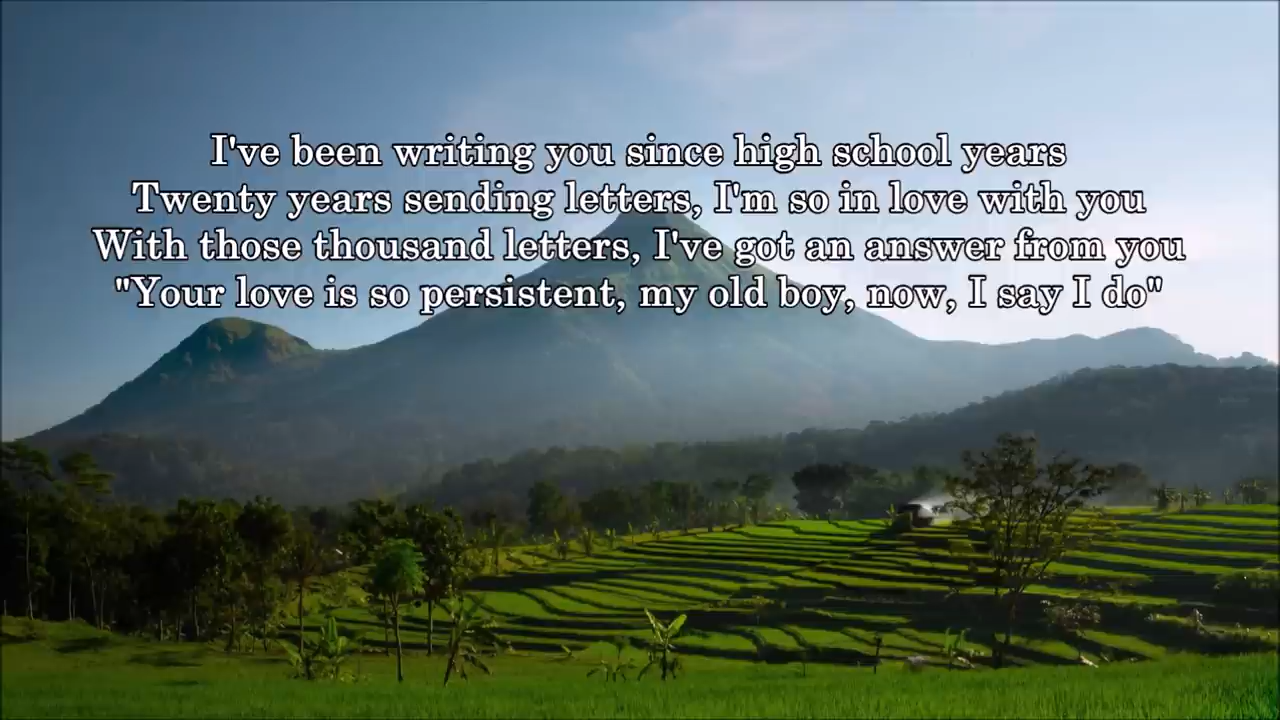 I've been writing you since high school years
Twenty years sending letters, I'm so in love with you
With those thousand letters, I've got an answer from you
"Your love is so persistent, my old boy, now, I say I do"